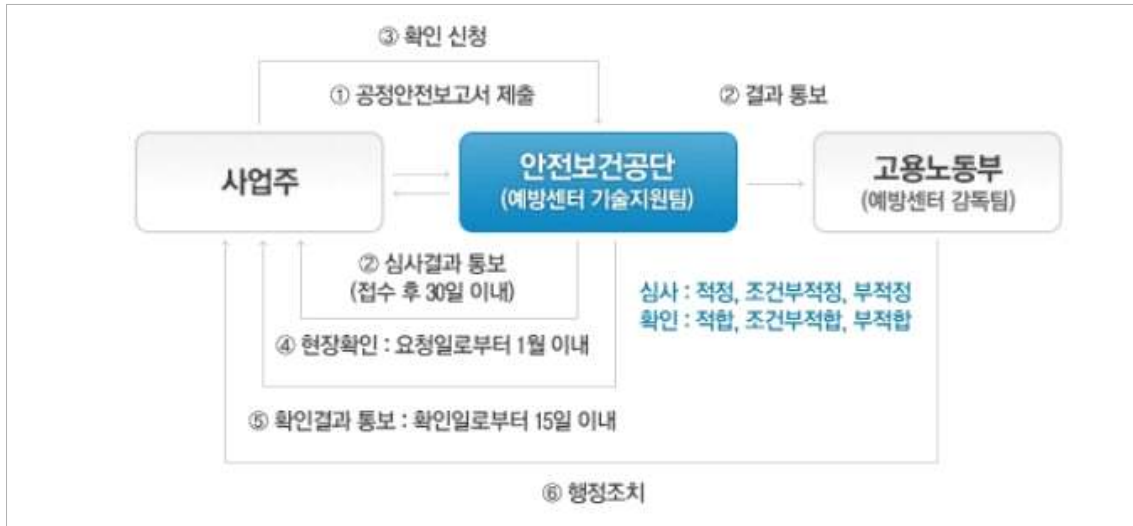 ③ 확인 신청
① 공정안전보고서 제출
② 결과 통보
사업주
안전보건공단
(예방센터 기술지원팀)
고용노동부
(예방센터 감독팀)
② 심사결과 통보
(접수 후 30일 이내)
심사 : 적정, 조건부적정, 부적정
확인 : 적합, 조건부적합, 부적합
④ 현장확인 : 요청일로부터 1월 이내
⑤ 확인결과 통보 : 확인일로부터 15일 이내
⑥ 행정조치